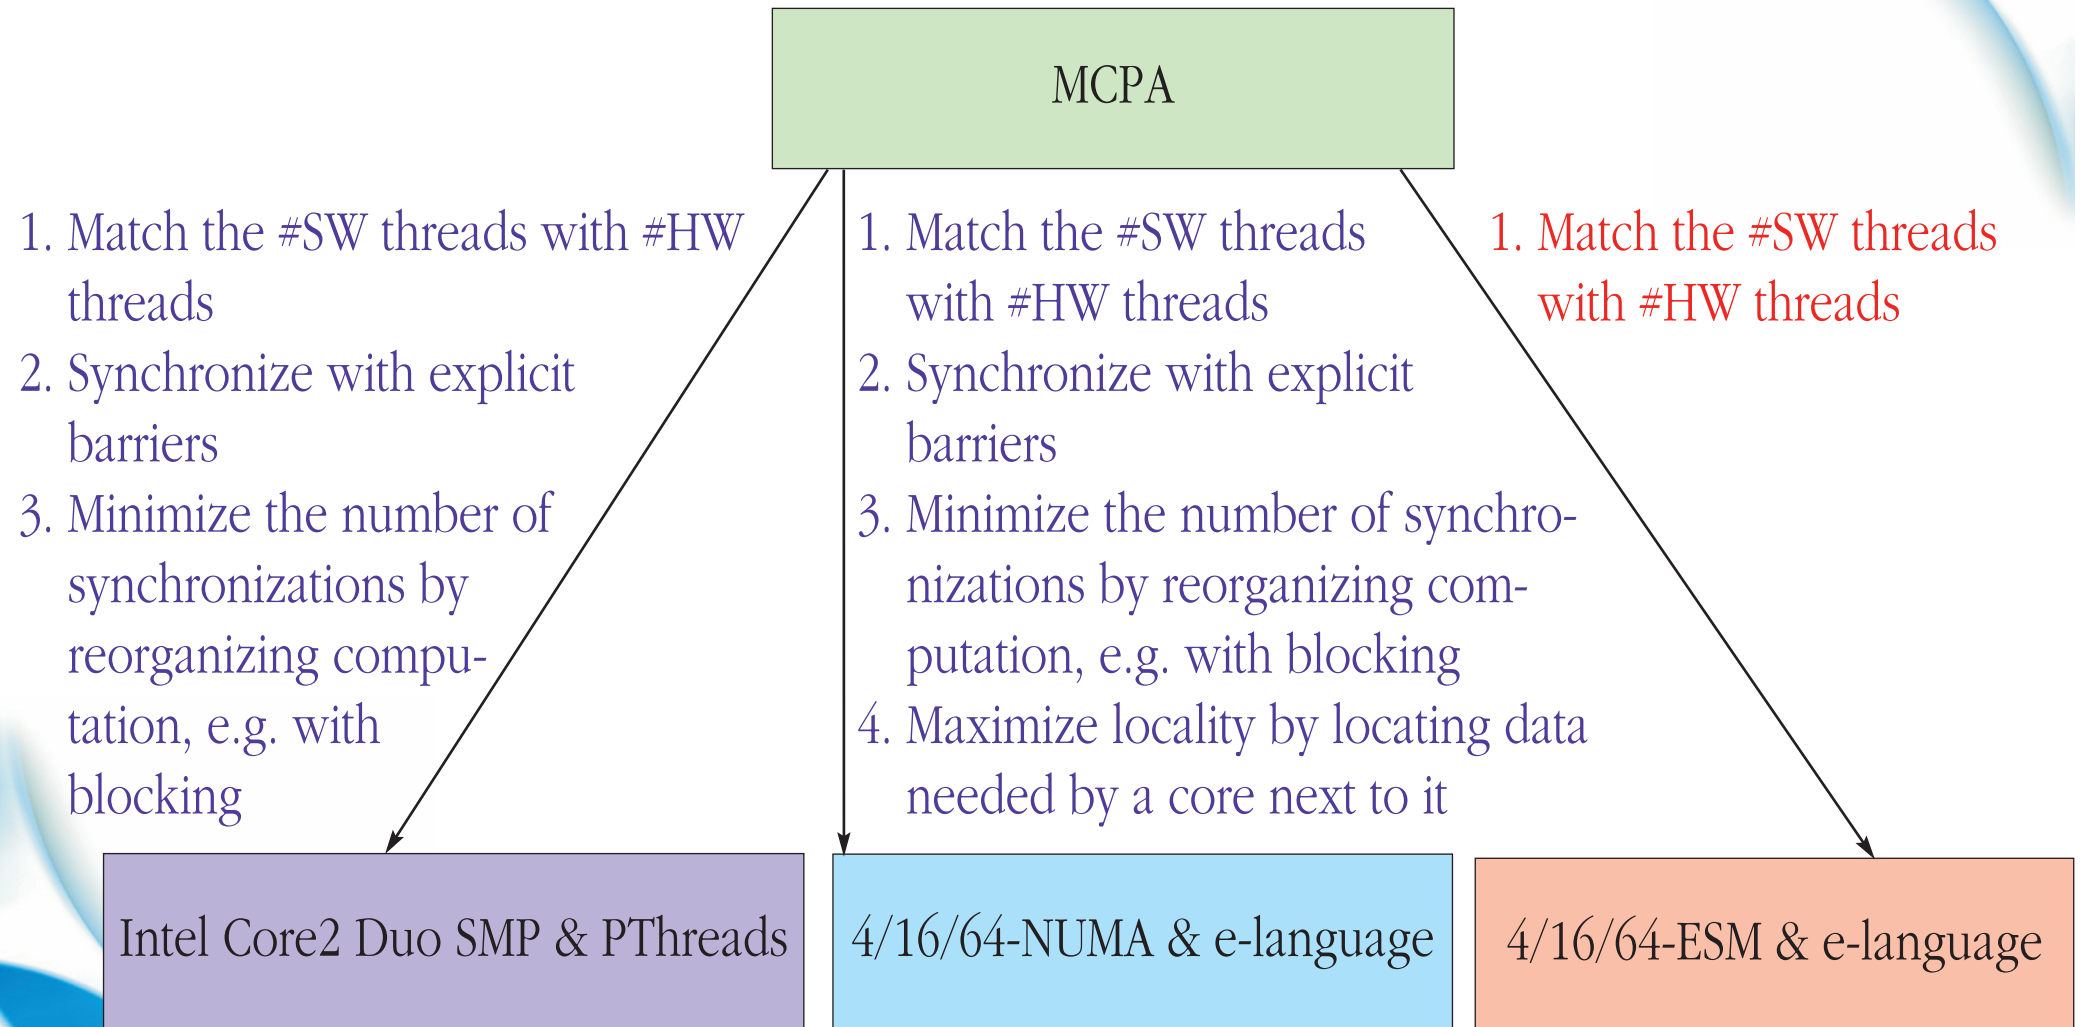 MCPA
1. Match the #SW threads with #HW
threads
2. Synchronize with explicit
barriers
3. Minimize the number of
synchronizations by
reorganizing compu-
tation, e.g. with
blocking
1. Match the #SW threads
with #HW threads
2. Synchronize with explicit
barriers
3. Minimize the number of synchro-
nizations by reorganizing com-
putation, e.g. with blocking
4. Maximize locality by locating data
needed by a core next to it
1. Match the #SW threads
with #HW threads
Intel Core2 Duo SMP & PThreads
4/16/64-NUMA & e-language
4/16/64-ESM & e-language